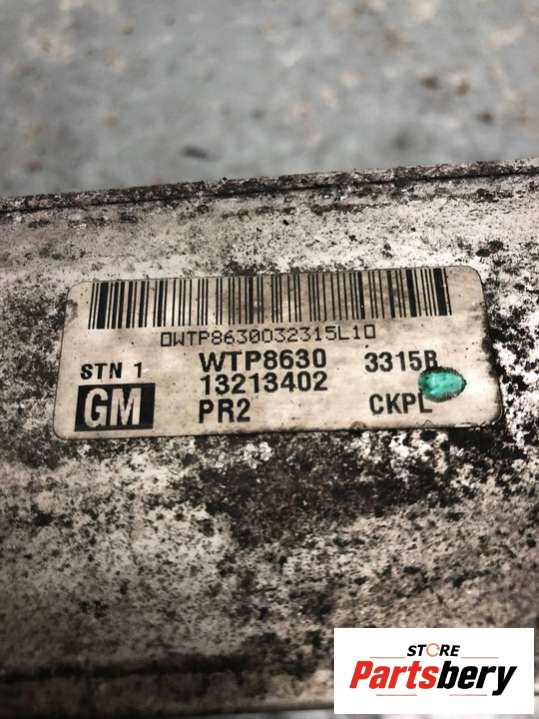 0WTP8630032315L10
STN 1 WTP8630 3315B
13213402
GM PR2 CKPL
STORE
Partsbery